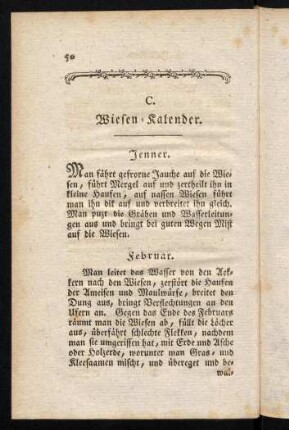 50
C.
Wiesen-Kalender.
Jenner.
Man fährt gefrorne Jauche auf die Wie-
sen, führt Mergel auf und zertheilt ihn in
kleine Haufen, auf nassen Wiesen führt
man ihn dik auf und verbreitet ihn gleich.
Man puzt die Gräben und Wasserleitun-
gen aus und bringt bei guten Wegen Mist
auf die Wiesen.
Februar.
Man leitet das Wasser von den Aek-
kern nach den Wiesen, zerstört die Haufen
der Ameisen und Maulwürfe, breitet den
Dung aus, bringt Verflechtungen an den
Ufern an. Gegen das Ende des Februars
räumt man die Wiesen ab, füllt die Löcher
aus, überfährt schlechte Flekken, nachdem
man sie umgerissen hat, mit Erde und Asche
oder Holzerde, worunter man Gras- und
Kleesaamen mischt, und übereget und be-
wal-